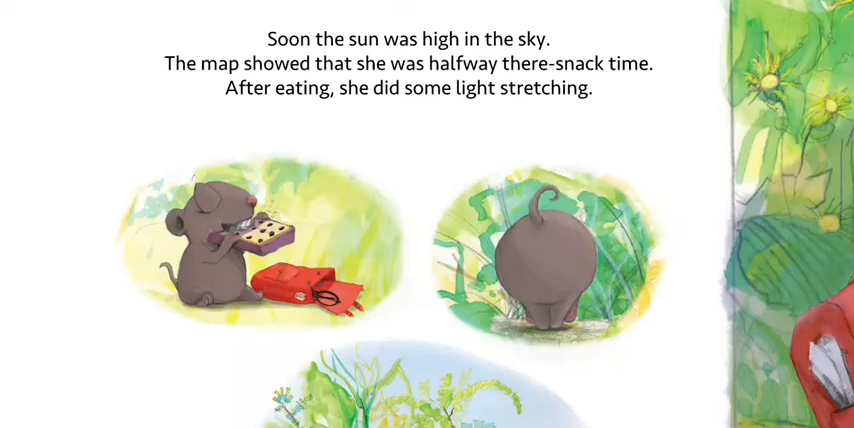 Soon the sun was high in the sky.
The map showed that she was halfway there-snack time.
After eating, she did some light stretching.